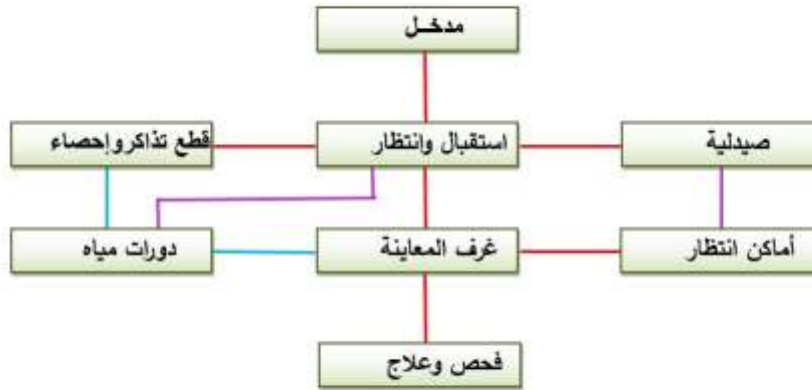 مدخـل
صيدلية
استقبال وانتظار
قطع تذاكر وإحصاء
أماكن انتظار
غرف المعاينة
دورات مياه
فحص وعلاج